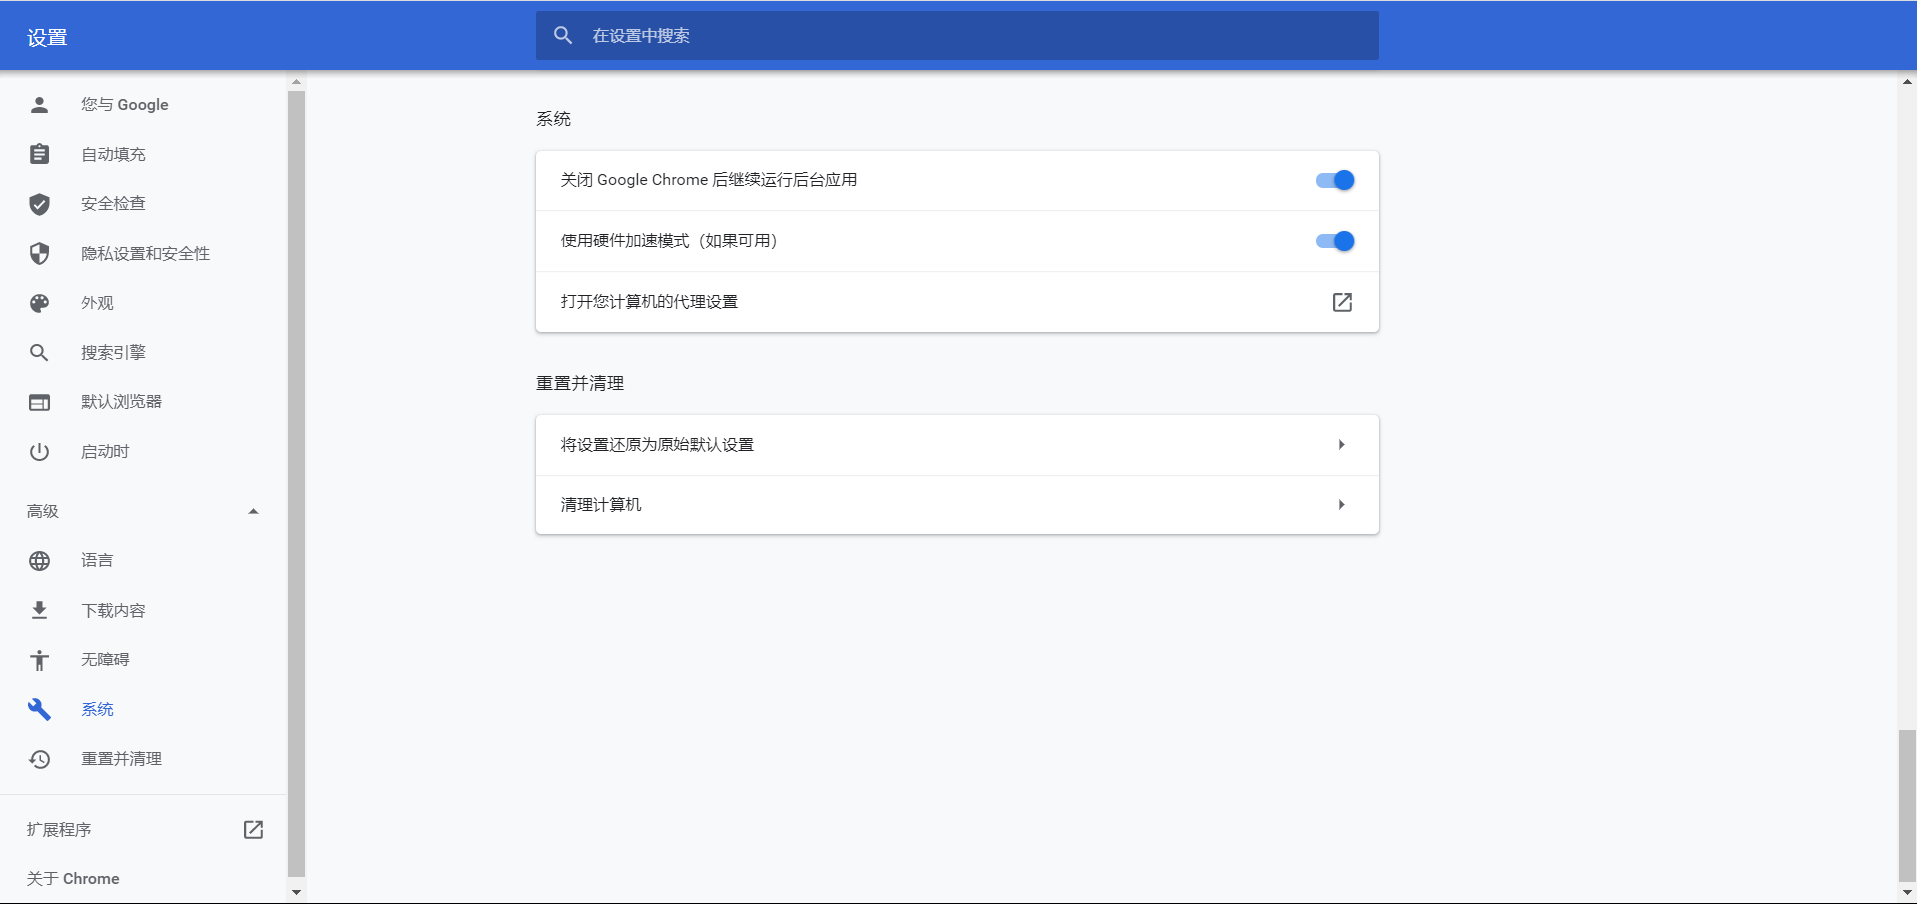 设置
在设置中搜索
您与 Google
自动填充
安全检查
隐私设置和安全性
外观
搜索引擎
默认浏览器
启动时
高级
语言
下载内容
无障碍
系统
重置并清理
扩展程序
关于 Chrome
系统
关闭 Google Chrome 后继续运行后台应用
使用硬件加速模式（如果可用）
打开您计算机的代理设置
重置并清理
将设置还原为原始默认设置
清理计算机